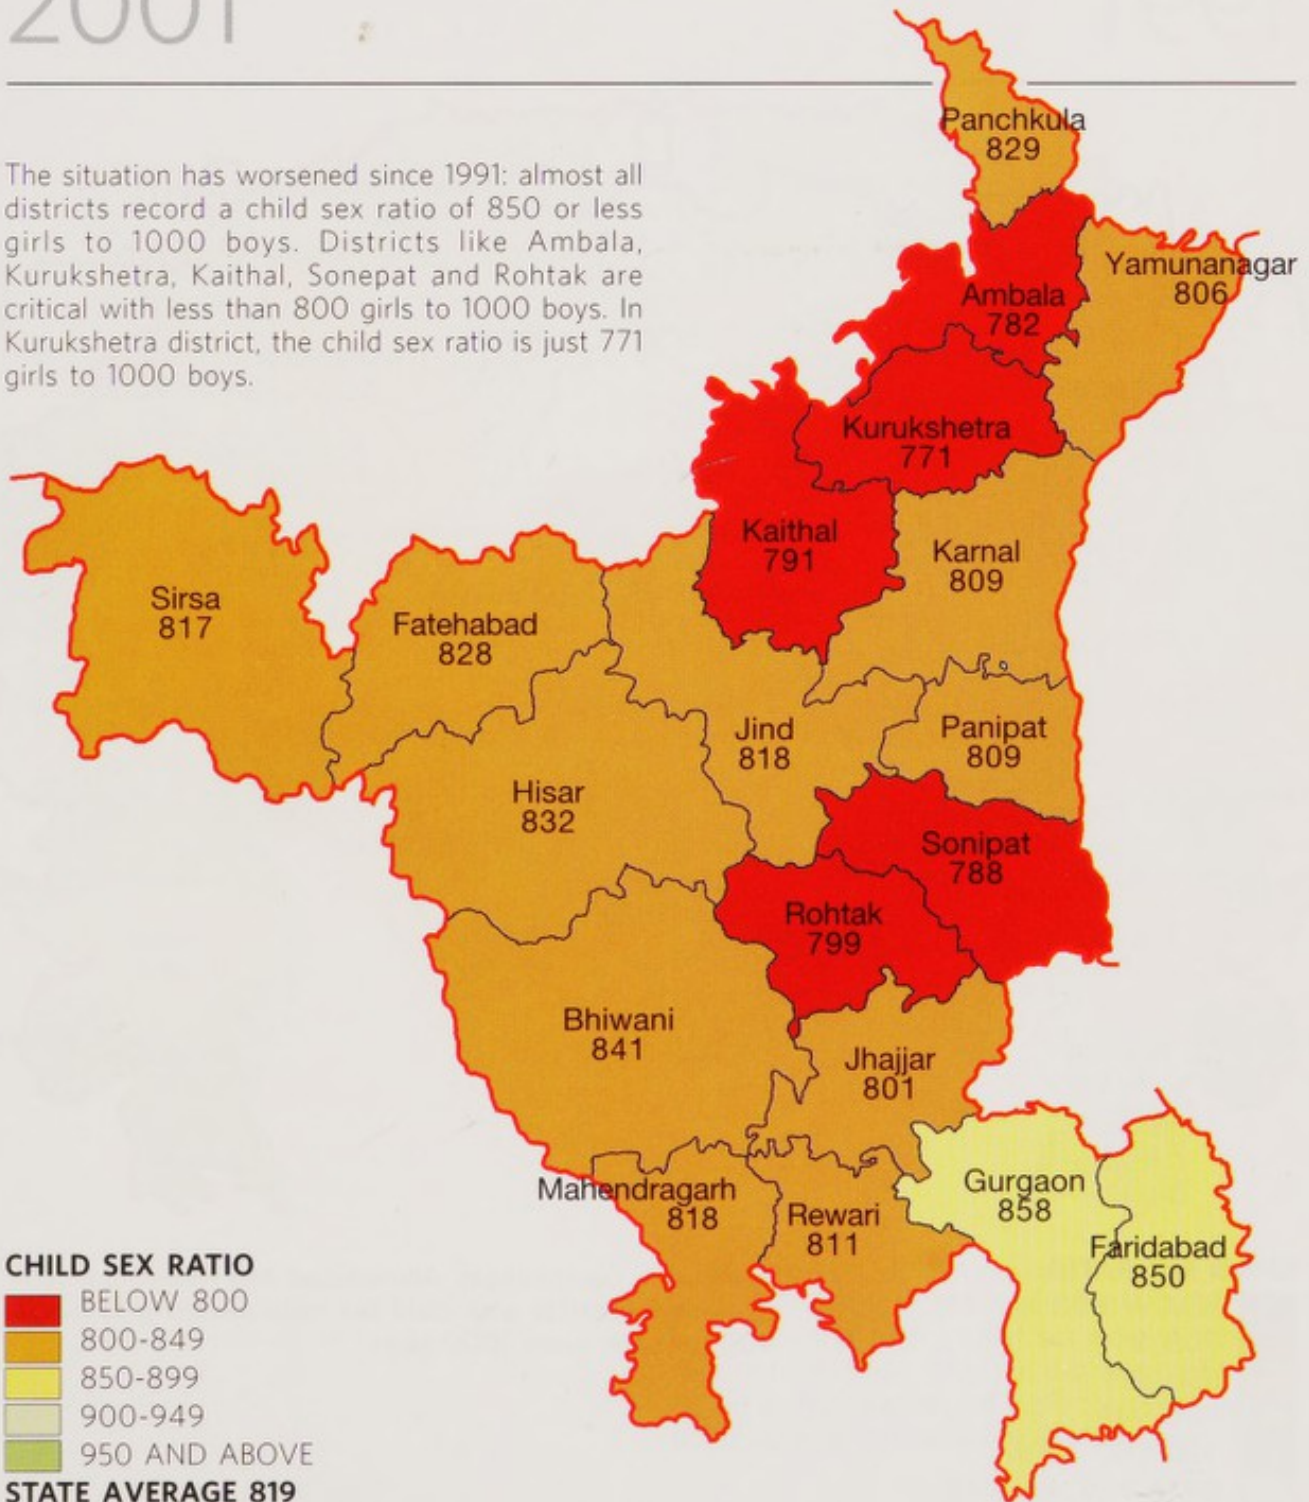 2001
The situation has worsened since 1991: almost all
districts record a child sex ratio of 850 or less
girls to 1000 boys. Districts like Ambala,
Kurukshetra, Kaithal, Sonepat and Rohtak are
critical with less than 800 girls to 1000 boys. In
Kurukshetra district, the child sex ratio is just 771
girls to 1000 boys.
Panchkula
829
Yamunanagar
806
Ambala
782
Kurukshetra
771
Kaithal
791
Karnal
809
Sirsa
817
Fatehabad
828
Jind
818
Panipat
809
Hisar
832
Sonipat
788
Rohtak
799
Bhiwani
841
Jhajjar
801
Mahendragarh
818
Rewari
811
Gurgaon
858
Faridabad
850
CHILD SEX RATIO
BELOW 800
800-849
850-899
900-949
950 AND ABOVE
STATE AVERAGE 819